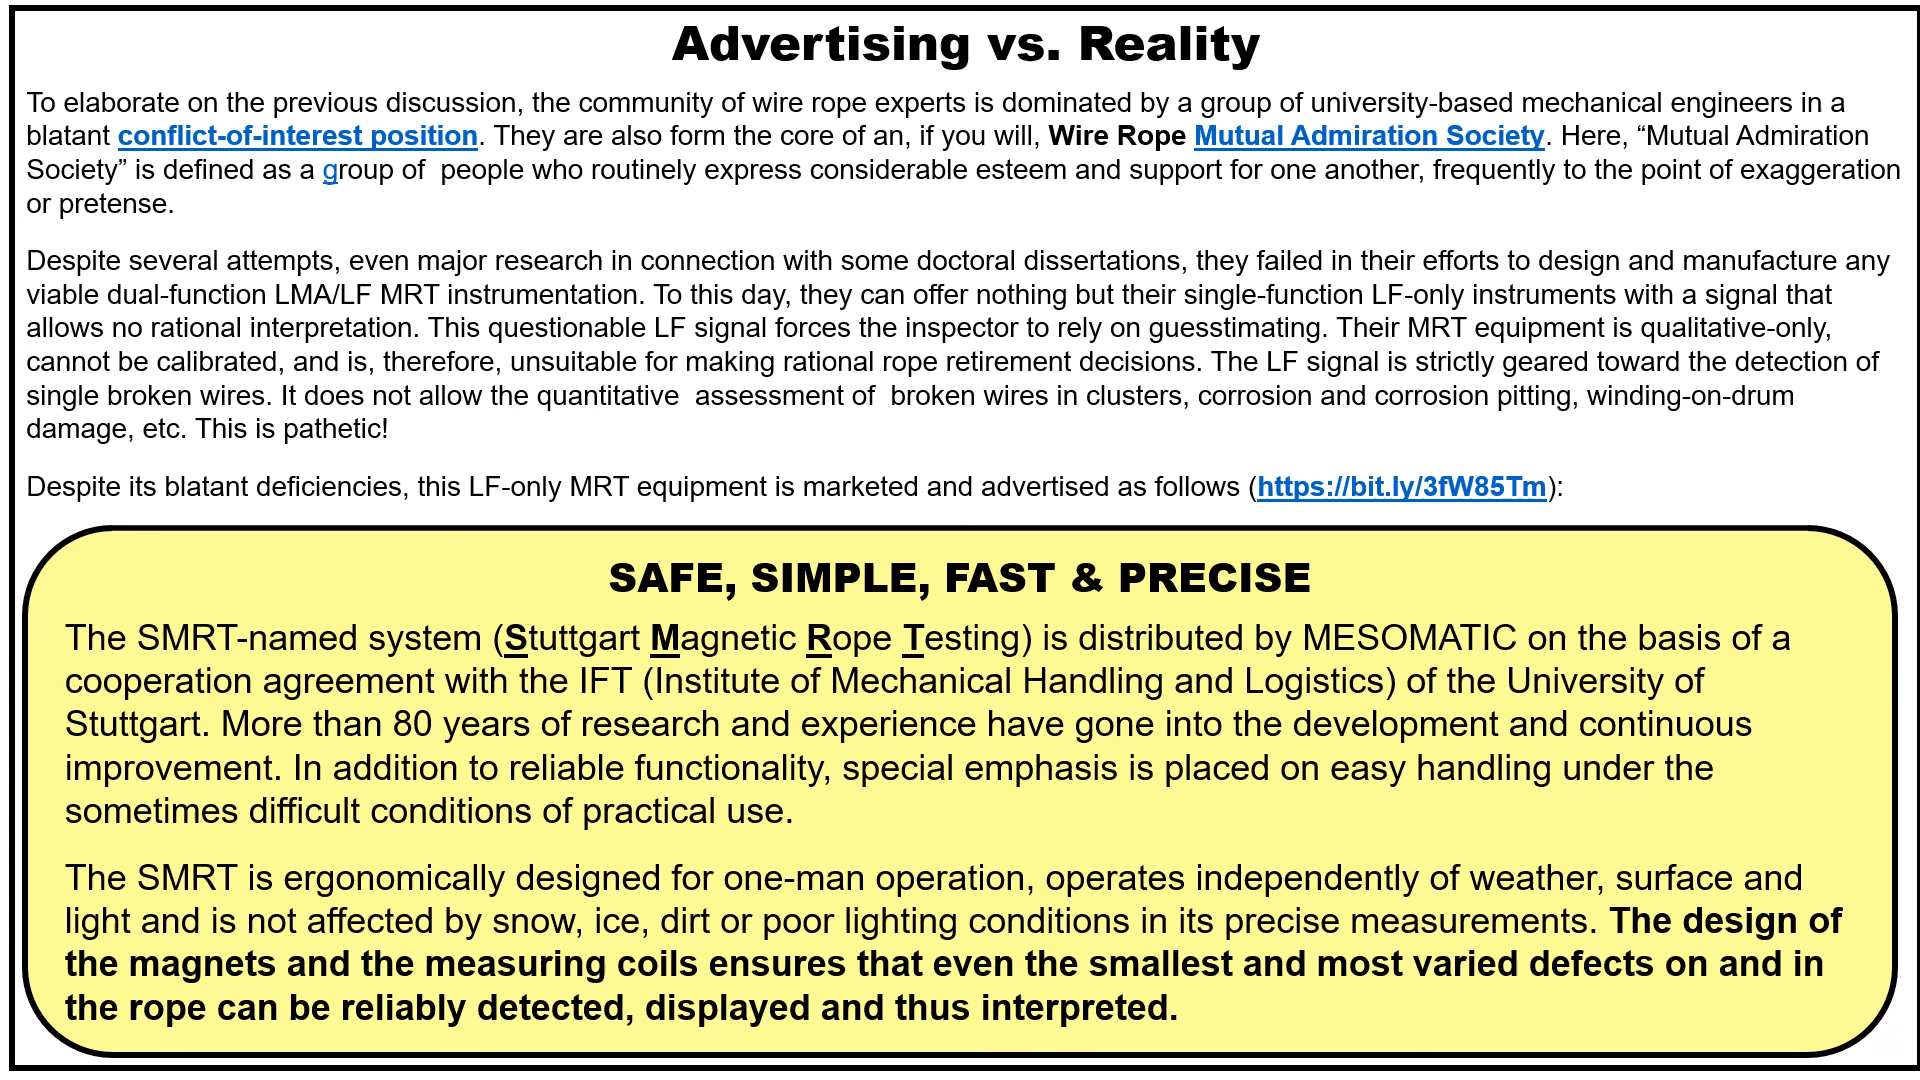 Advertising vs. Reality
To elaborate on the previous discussion, the community of wire rope experts is dominated by a group of university-based mechanical engineers in a
blatant conflict-of-interest position. They are also form the core of an, if you will, Wire Rope Mutual Admiration Society. Here, “Mutual Admiration
Society” is defined as a group of  people who routinely express considerable esteem and support for one another, frequently to the point of exaggeration
or pretense.
Despite several attempts, even major research in connection with some doctoral dissertations, they failed in their efforts to design and manufacture any
viable dual-function LMA/LF MRT instrumentation. To this day, they can offer nothing but their single-function LF-only instruments with a signal that
allows no rational interpretation. This questionable LF signal forces the inspector to rely on guesstimating. Their MRT equipment is qualitative-only,
cannot be calibrated, and is, therefore, unsuitable for making rational rope retirement decisions. The LF signal is strictly geared toward the detection of
single broken wires. It does not allow the quantitative  assessment of  broken wires in clusters, corrosion and corrosion pitting, winding-on-drum
damage, etc. This is pathetic!
Despite its blatant deficiencies, this LF-only MRT equipment is marketed and advertised as follows (https://bit.ly/3fW85Tm):
SAFE, SIMPLE, FAST & PRECISE
The SMRT-named system (Stuttgart Magnetic Rope Testing) is distributed by MESOMATIC on the basis of a
cooperation agreement with the IFT (Institute of Mechanical Handling and Logistics) of the University of
Stuttgart. More than 80 years of research and experience have gone into the development and continuous
improvement. In addition to reliable functionality, special emphasis is placed on easy handling under the
sometimes difficult conditions of practical use.
The SMRT is ergonomically designed for one-man operation, operates independently of weather, surface and
light and is not affected by snow, ice, dirt or poor lighting conditions in its precise measurements. The design of
the magnets and the measuring coils ensures that even the smallest and most varied defects on and in
the rope can be reliably detected, displayed and thus interpreted.